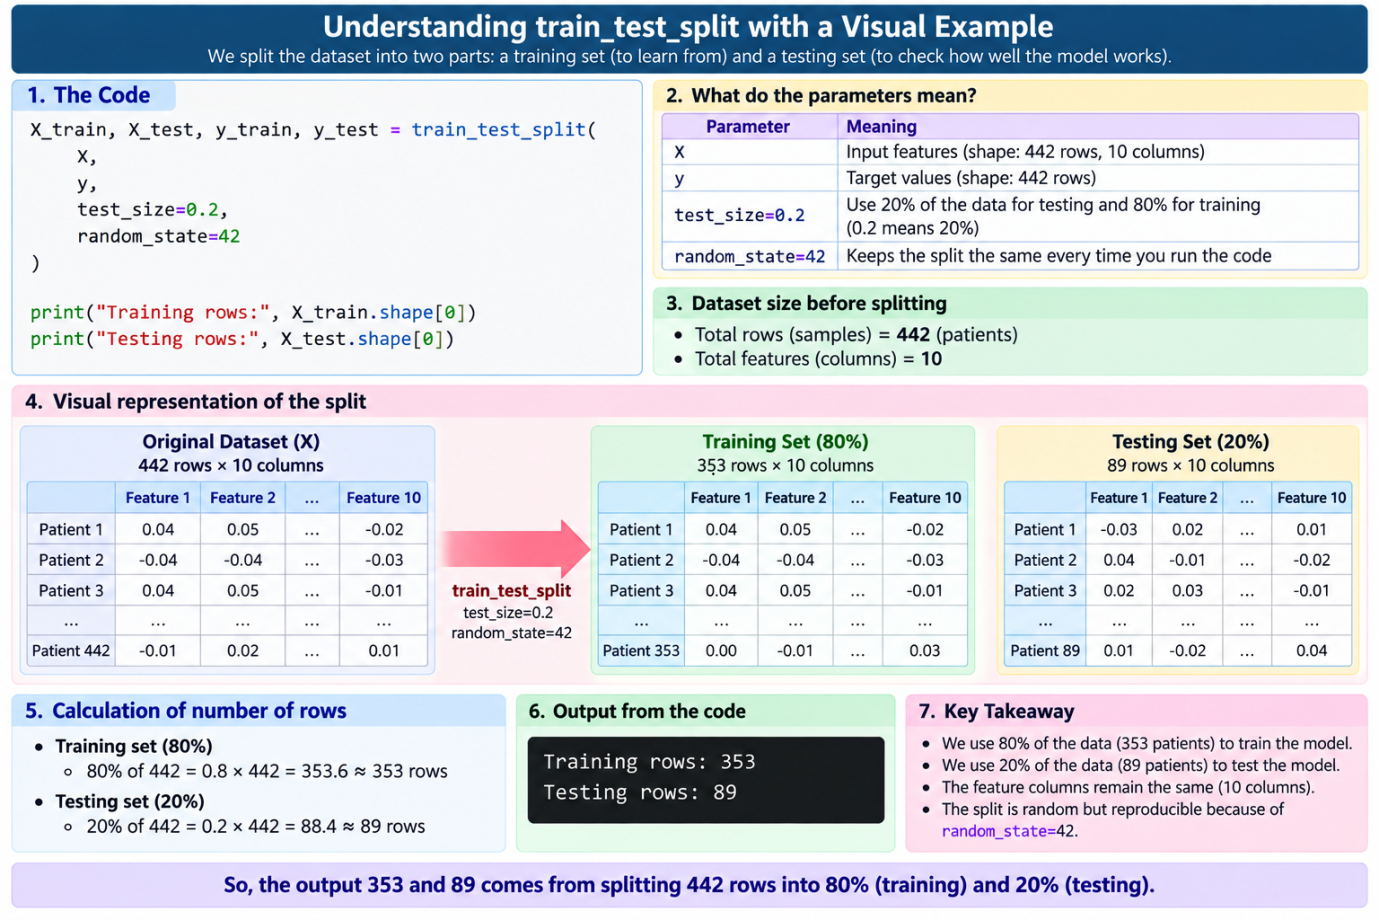 Understanding train_test_split with a Visual Example
We split the dataset into two parts: a training set (to learn from) and a testing set (to check how well the model works).
1. The Code
X_train, X_test, y_train, y_test = train_test_split(
X,
y,
test_size=0.2,
random_state=42
)
print("Training rows:", X_train.shape[0])
print("Testing rows:", X_test.shape[0])
2. What do the parameters mean?
Parameter Meaning
X Input features (shape: 442 rows, 10 columns)
y Target values (shape: 442 rows)
test_size=0.2 Use 20% of the data for testing and 80% for training
(0.2 means 20%)
random_state=42 Keeps the split the same every time you run the code
3. Dataset size before splitting
• Total rows (samples) = 442 (patients)
• Total features (columns) = 10
4. Visual representation of the split
Original Dataset (X)
442 rows × 10 columns
Feature 1 Feature 2 ... Feature 10
Patient 1 0.04 0.05 ... -0.02
Patient 2 -0.04 -0.04 ... -0.03
Patient 3 0.04 0.05 ... -0.01
... ... ... ... ...
Patient 442 -0.01 0.02 ... 0.01
train_test_split
test_size=0.2
random_state=42
Training Set (80%)
353 rows × 10 columns
Feature 1 Feature 2 ... Feature 10
Patient 1 0.04 0.05 ... -0.02
Patient 2 -0.04 -0.04 ... -0.03
Patient 3 0.04 0.05 ... -0.01
... ... ... ... ...
Patient 353 0.00 -0.01 ... 0.03
Testing Set (20%)
89 rows × 10 columns
Feature 1 Feature 2 ... Feature 10
Patient 1 -0.03 0.02 ... 0.01
Patient 2 0.04 -0.01 ... -0.02
Patient 3 0.02 0.03 ... -0.01
... ... ... ... ...
Patient 89 0.01 -0.02 ... 0.04
5. Calculation of number of rows
• Training set (80%)
○ 80% of 442 = 0.8 × 442 = 353.6 ≈ 353 rows
• Testing set (20%)
○ 20% of 442 = 0.2 × 442 = 88.4 ≈ 89 rows
6. Output from the code
Training rows: 353
Testing rows: 89
7. Key Takeaway
• We use 80% of the data (353 patients) to train the model.
• We use 20% of the data (89 patients) to test the model.
• The feature columns remain the same (10 columns).
• The split is random but reproducible because of
random_state=42.
So, the output 353 and 89 comes from splitting 442 rows into 80% (training) and 20% (testing).